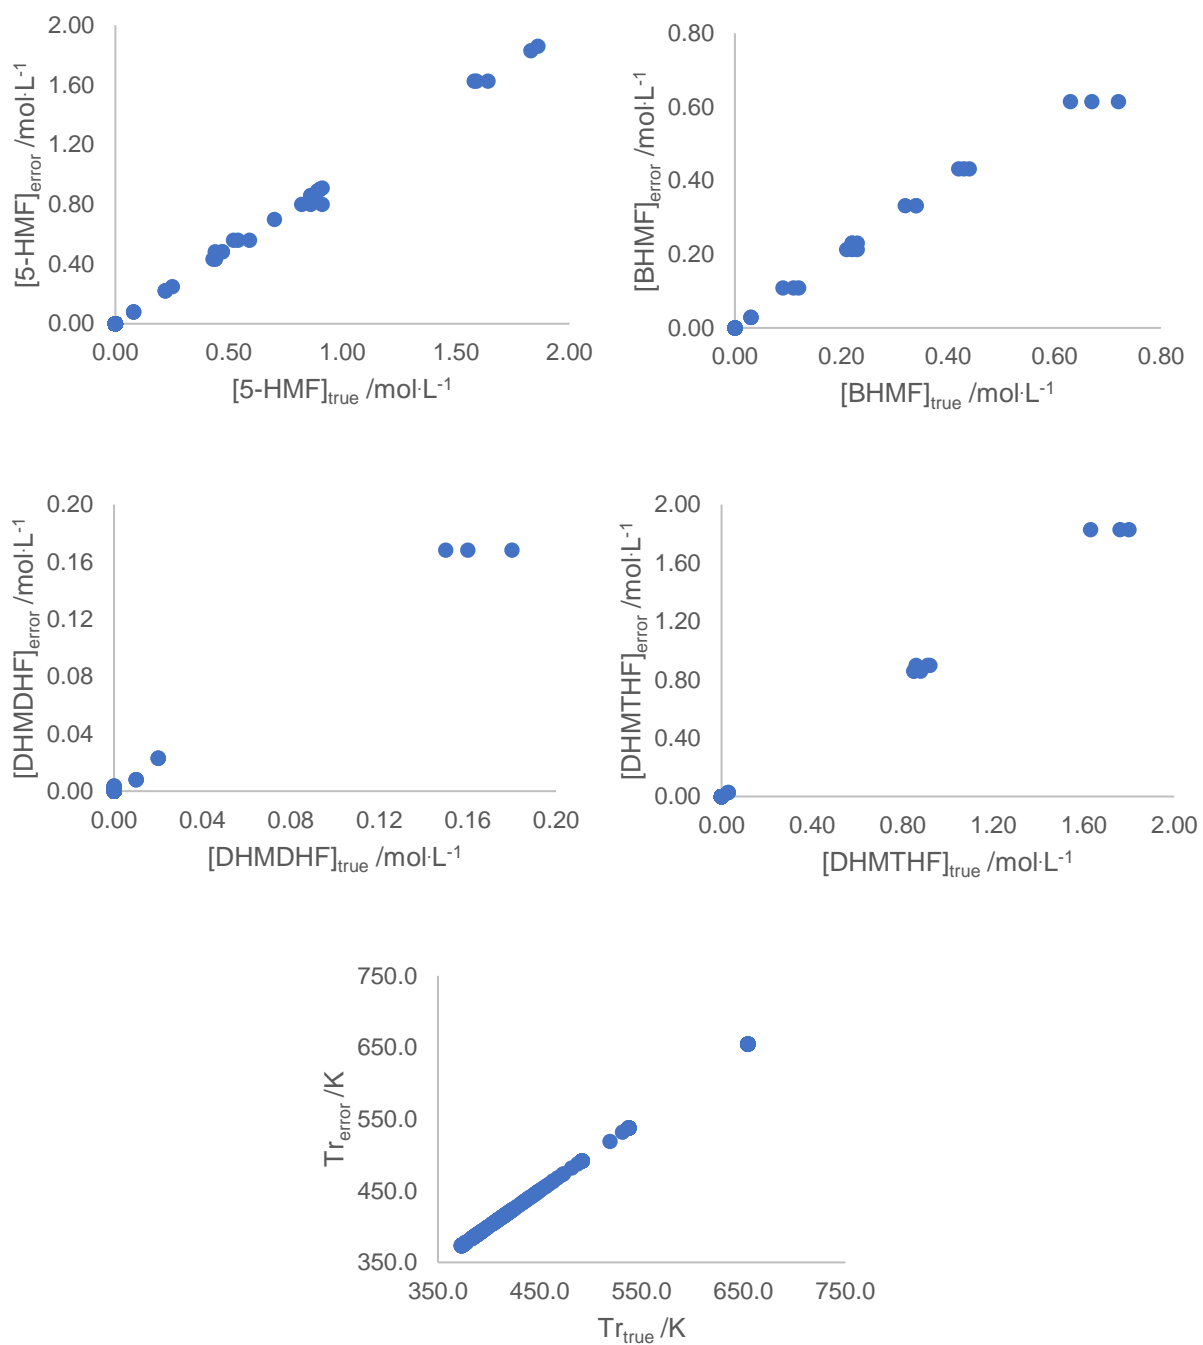 2.00
1.60
1.20
0.80
0.40
0.00
[5-HMF]error /mol·L-1
0.00 0.50 1.00 1.50 2.00
[5-HMF]true /mol·L-1
0.80
0.60
0.40
0.20
0.00
[BHMF]error /mol·L-1
0.00 0.20 0.40 0.60 0.80
[BHMF]true /mol·L-1
0.20
0.16
0.12
0.08
0.04
0.00
[DHMDHF]error /mol·L-1
0.00 0.04 0.08 0.12 0.16 0.20
[DHMDHF]true /mol·L-1
2.00
1.60
1.20
0.80
0.40
0.00
[DHMTHF]error /mol·L-1
0.00 0.40 0.80 1.20 1.60 2.00
[DHMTHF]true /mol·L-1
750.0
650.0
550.0
450.0
350.0
Trerror /K
350.0 450.0 550.0 650.0 750.0
Trtrue /K